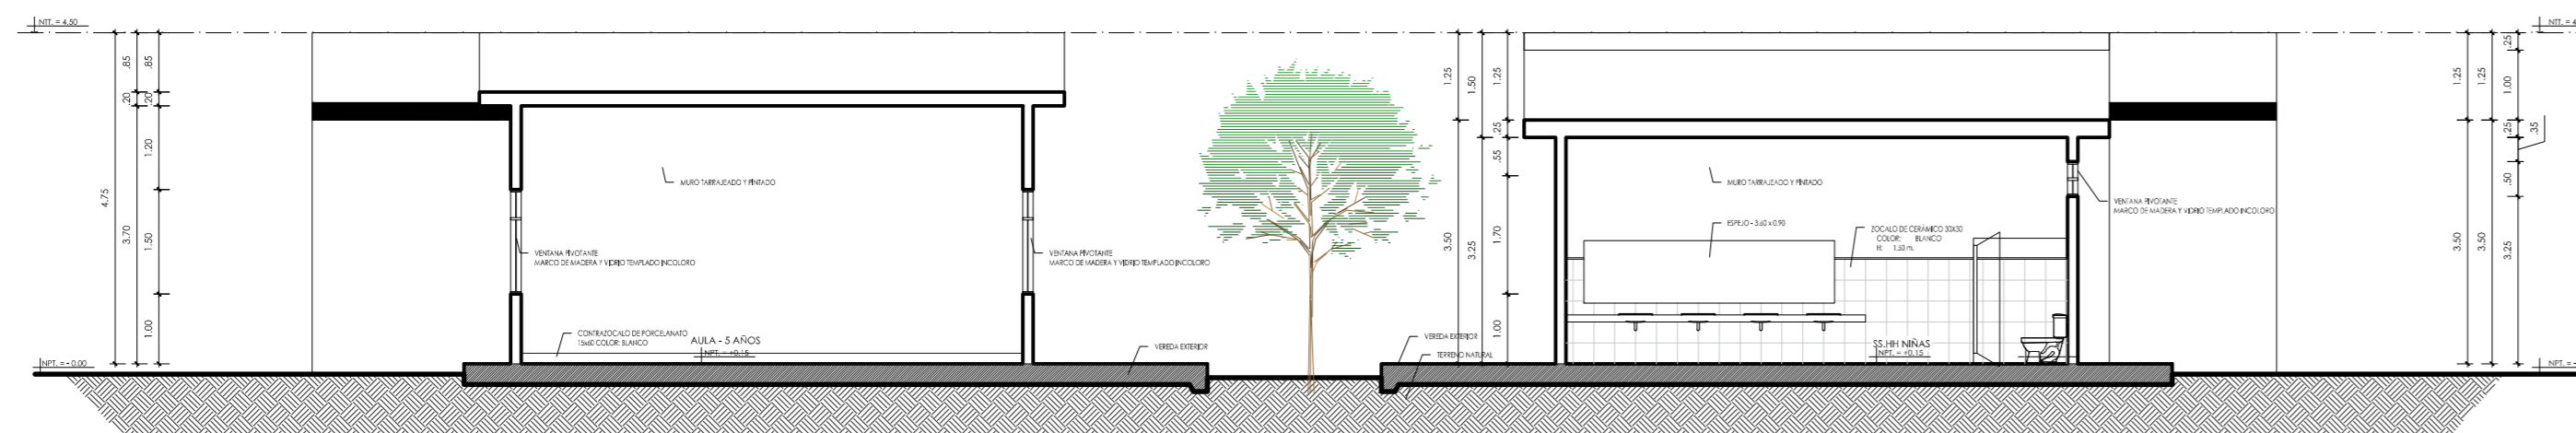 NTT. = 4.50
.85
.85
.20
.20
1.20
4.75
3.70
1.50
1.00
NPT. = - 0.00
MURO TARRAJEADO Y PINTADO
VENTANA PIVOTANTE
MARCO DE MADERA Y VIDRIO TEMPLADO INCOLORO
CONTRAZOCALO DE PORCELANATO
15x60 COLOR: BLANCO
AULA - 5 AÑOS
NPT. = +0.15
VENTANA PIVOTANTE
MARCO DE MADERA Y VIDRIO TEMPLADO INCOLORO
VEREDA EXTERIOR
VEREDA EXTERIOR
TERRENO NATURAL
1.25
1.50
1.25
.25
.55
3.50
3.25
1.70
1.00
MURO TARRAJEADO Y PINTADO
ESPEJO - 3.60 x 0.90
ZOCALO DE CERAMICO 30X30
COLOR: BLANCO
H: 1.50 m.
SS.HH NIÑAS
NPT. = +0.15
VENTANA PIVOTANTE
MARCO DE MADERA Y VIDRIO TEMPLADO INCOLORO
1.25
1.25
.25
1.00
.25
.35
.50
3.50
3.50
3.25
NTT. = 4
NPT. = -